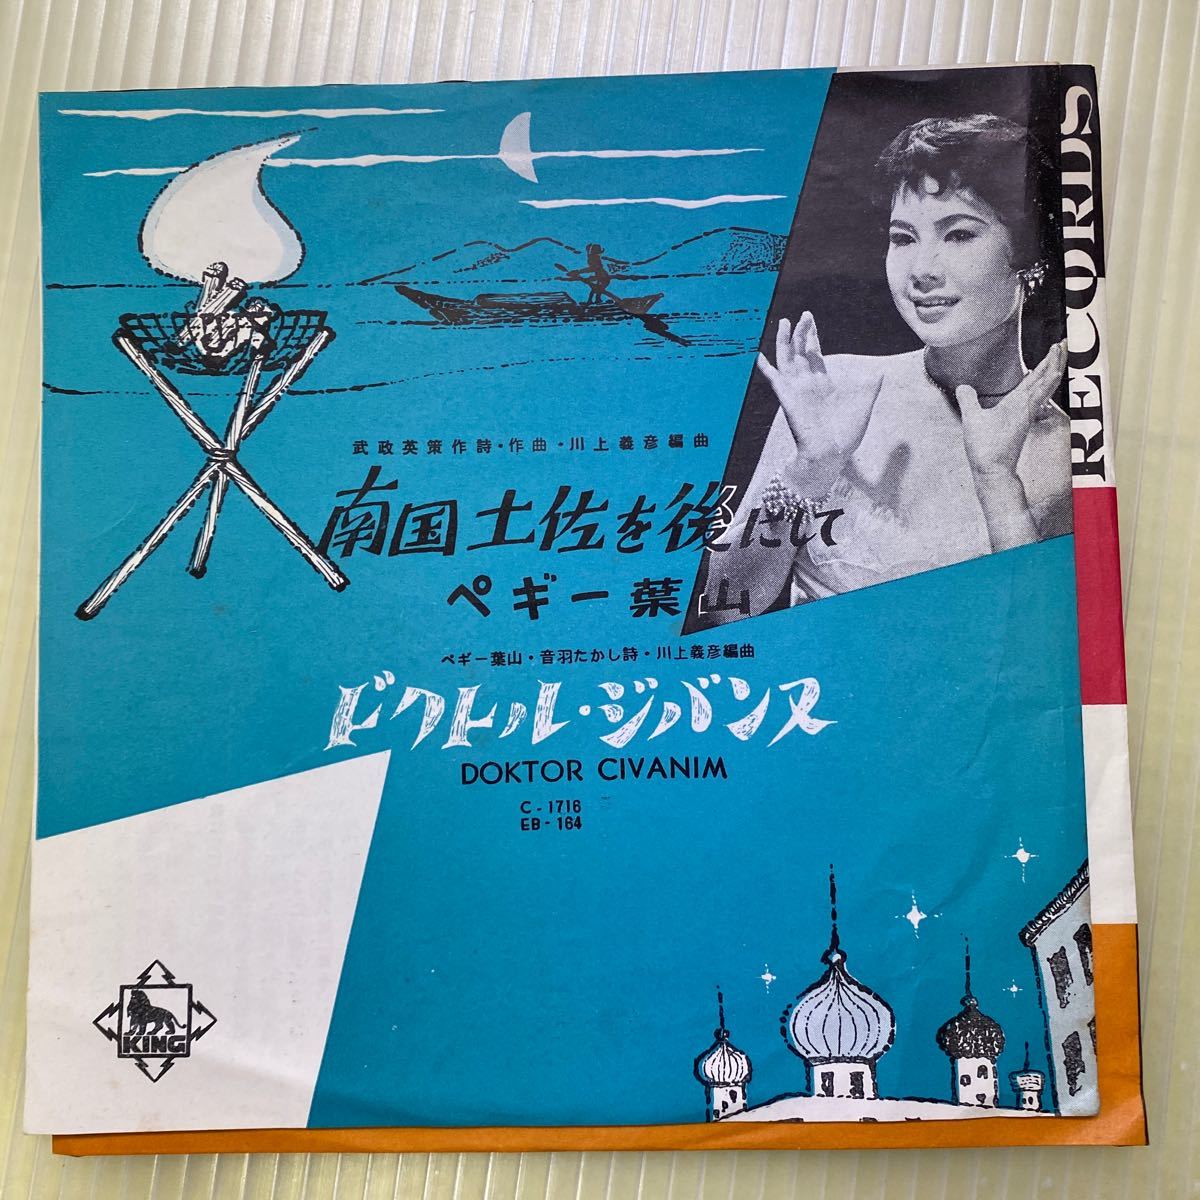 武政英策作詩・作曲・川上義彦編曲
南国土佐を後にして
ペギー葉山
ペギー葉山・音羽たかし詩・川上義彦編曲
ドクトル・ジバンヌ
DOKTOR CIVANIM
C-1716
EB-164
KING
RECORDS